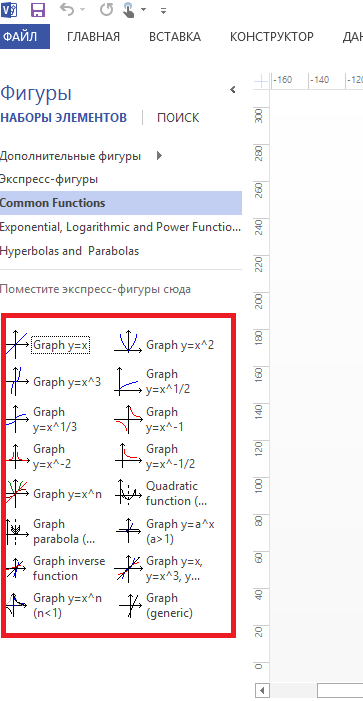 ФАЙЛ ГЛАВНАЯ ВСТАВКА КОНСТРУКТОР ДАН
-160 -140 -120
Фигуры
НАБОРЫ ЭЛЕМЕНТОВ ПОИСК
Дополнительные фигуры
Экспресс-фигуры
Common Functions
Exponential, Logarithmic and Power Functio...
Hyperbolas and Parabolas
Поместите экспресс-фигуры сюда
Graph y=x
Graph y=x^2
Graph y=x^3
Graph
y=x^1/2
Graph
y=x^1/3
Graph
y=x^-1
Graph
y=x^-2
Graph
y=x^-1/2
Graph y=x^n
Quadratic
function (...
Graph
parabola (...
Graph y=a^x
(a>1)
Graph inverse
function
Graph y=x,
y=x^3, y...
Graph y=x^n
(n<1)
Graph
(generic)
300
280
260
240
220
200
180
160
140
120
100
80
60
40
20
0